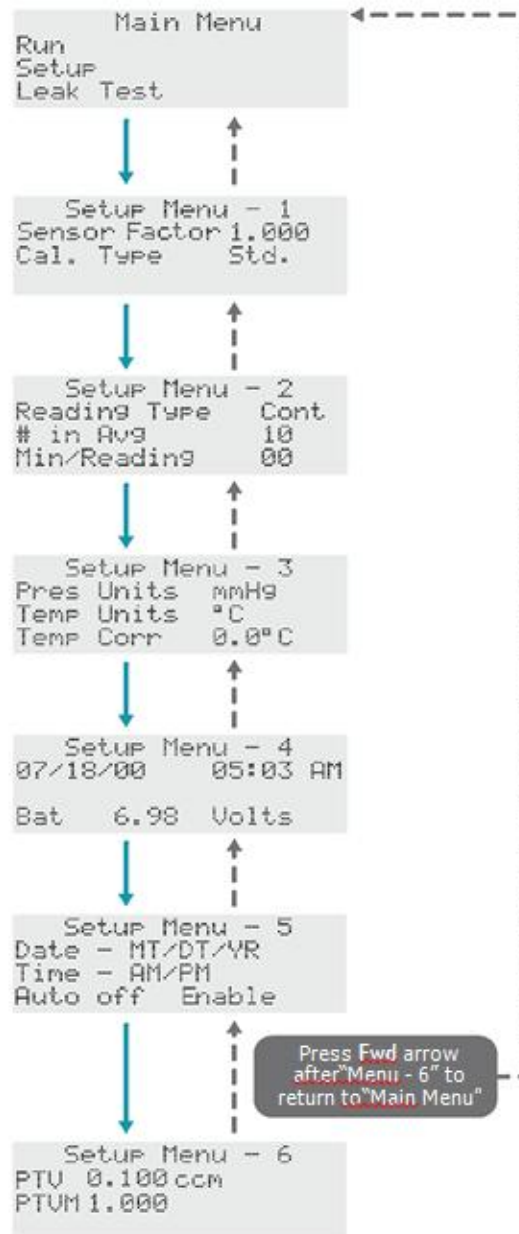 Main Menu
Run
Setup
Leak Test
Setup Menu - 1
Sensor Factor 1.000
Cal. Type Std.
Setup Menu - 2
Reading Type Cont
# in Avg 10
Min/Reading 00
Setup Menu - 3
Pres Units mmHg
Temp Units °C
Temp Corr 0.0°C
Setup Menu - 4
07/18/00 05:03 AM
Bat 6.98 Volts
Setup Menu - 5
Date - MT/DT/YR
Time - AM/PM
Auto off Enable
Press Fwd arrow
after"Menu - 6" to
return to"Main Menu"
Setup Menu - 6
PTV 0.100 ccm
PTVM 1.000